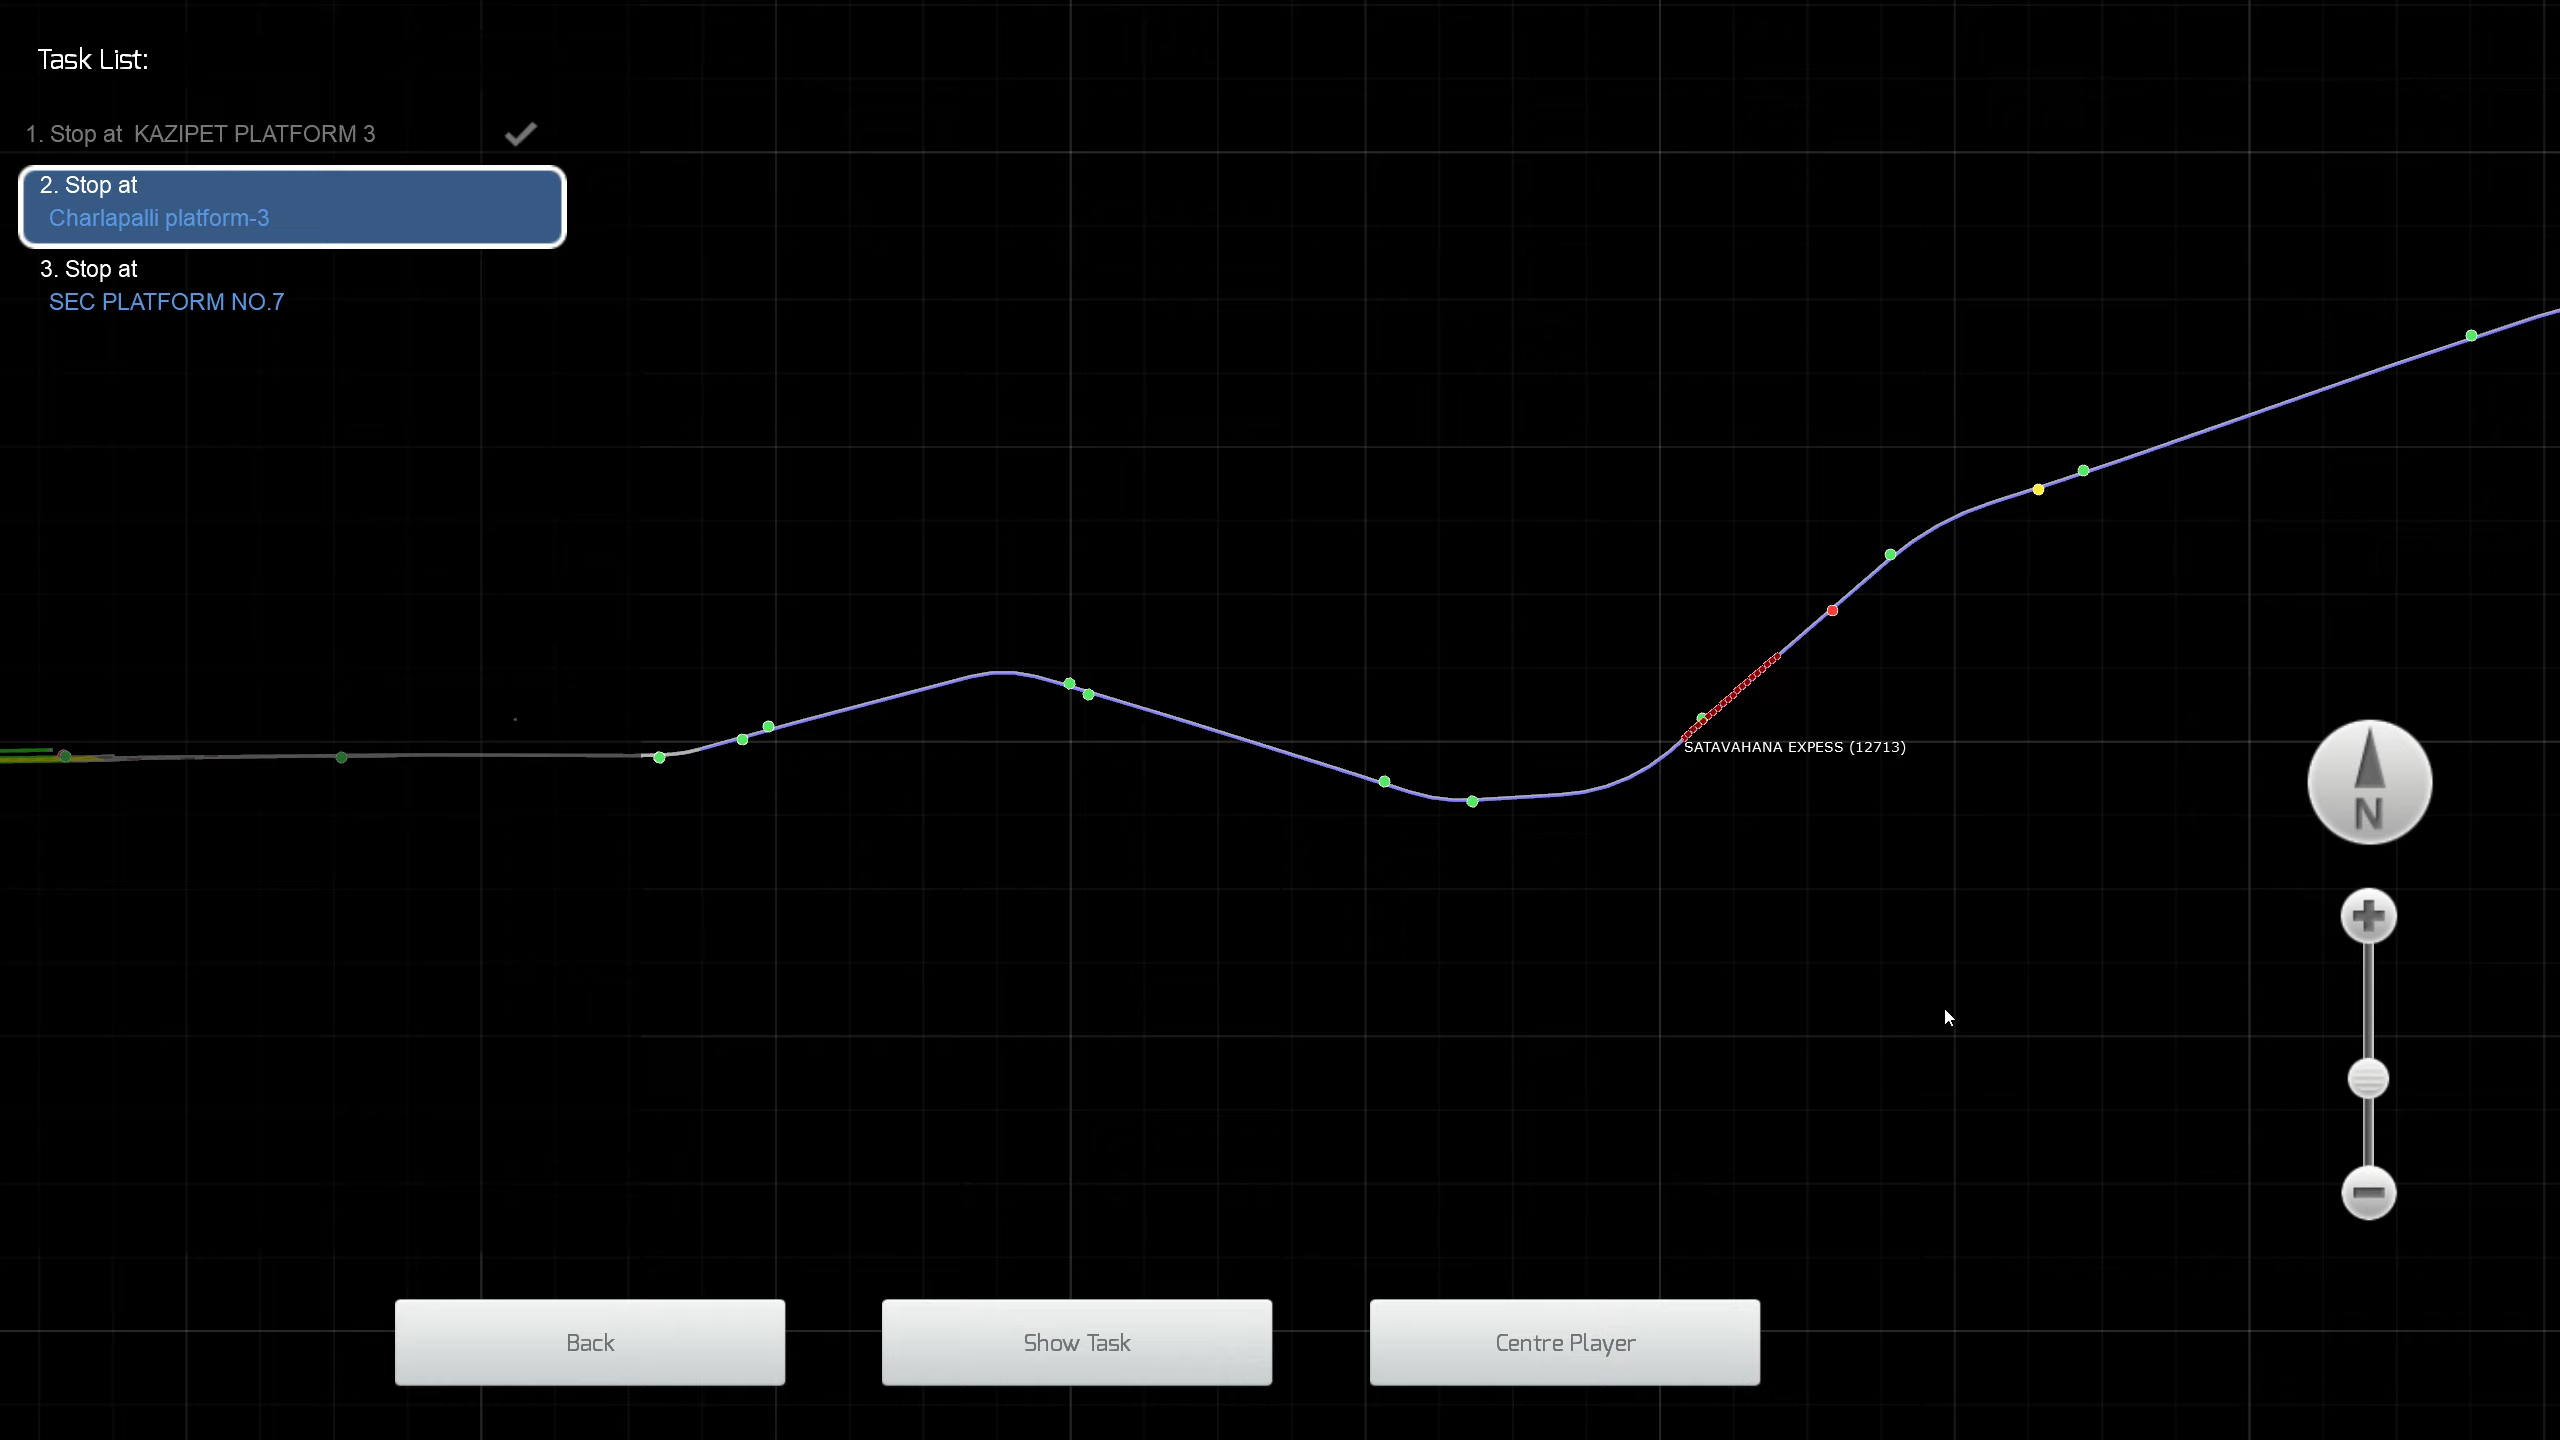 Task List:
1. Stop at KAZIPET PLATFORM 3
2. Stop at
Charlapalli platform-3
3. Stop at
SEC PLATFORM NO.7
SATAVAHANA EXPESS (12713)
N
Back
Show Task
Centre Player